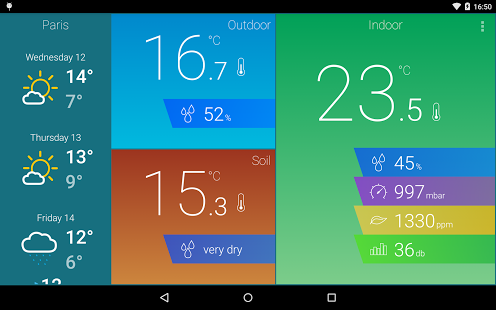 16:50
Paris
Wednesday 12
14°
7°
Thursday 13
13°
9°
Friday 14
12°
6°
12°
Outdoor
16.7 °C
52%
Soil
15.3 °C
very dry
Indoor
23.5 °C
45%
997 mbar
1330 ppm
36 db